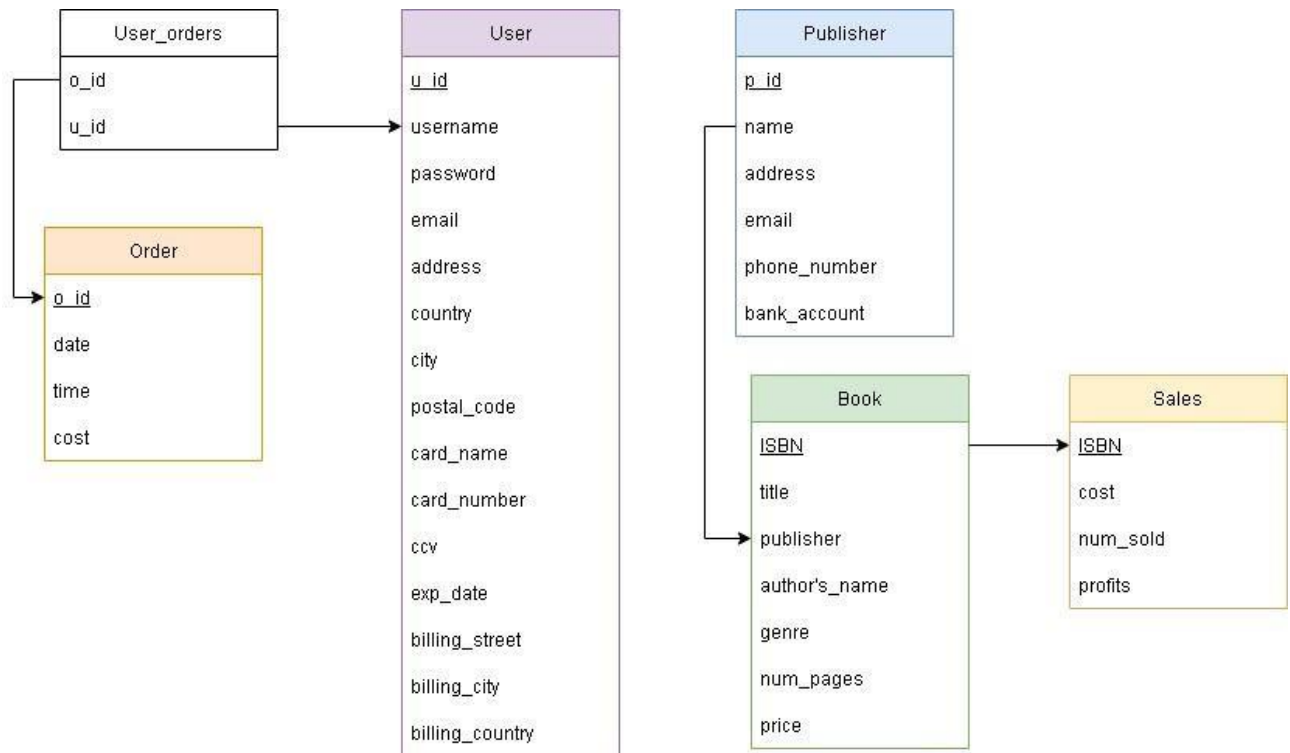 User_orders
o_id
u_id
Order
o_id
date
time
cost
User
u_id
username
password
email
address
country
city
postal_code
card_name
card_number
ccv
exp_date
billing_street
billing_city
billing_country
Publisher
p_id
name
address
email
phone_number
bank_account
Book
ISBN
title
publisher
author's_name
genre
num_pages
price
Sales
ISBN
cost
num_sold
profits